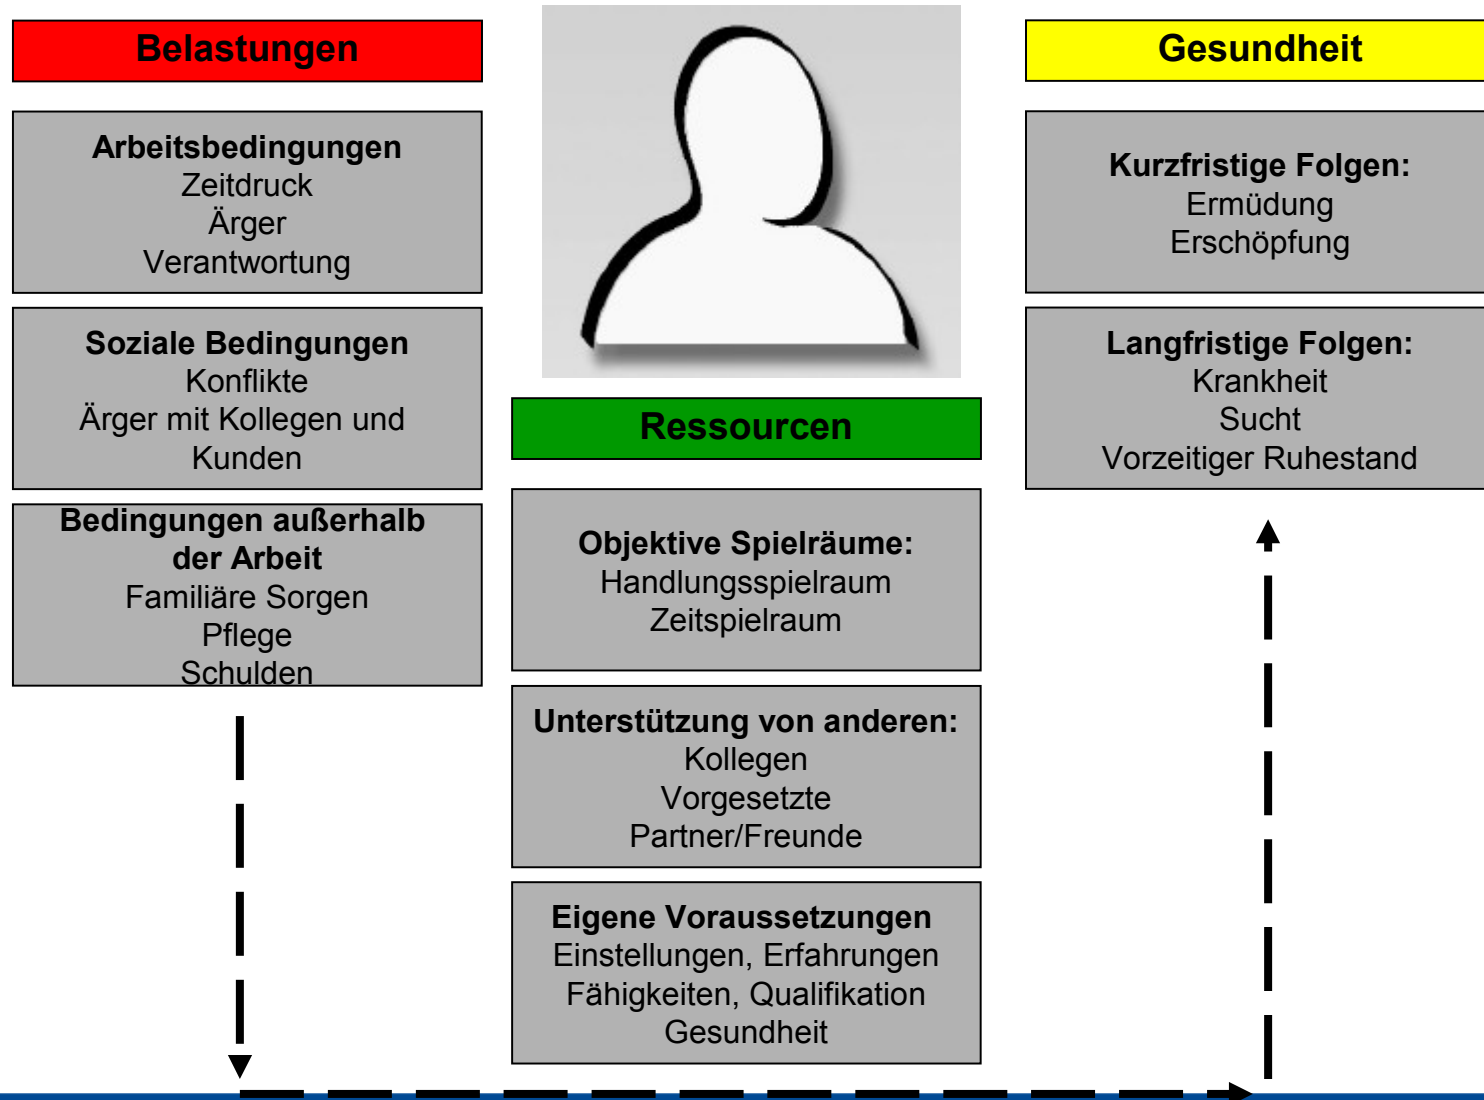 Belastungen
Arbeitsbedingungen
Zeitdruck
Ärger
Verantwortung
Soziale Bedingungen
Konflikte
Ärger mit Kollegen und
Kunden
Bedingungen außerhalb
der Arbeit
Familiäre Sorgen
Pflege
Schulden
Ressourcen
Objektive Spielräume:
Handlungsspielraum
Zeitspielraum
Unterstützung von anderen:
Kollegen
Vorgesetzte
Partner/Freunde
Eigene Voraussetzungen
Einstellungen, Erfahrungen
Fähigkeiten, Qualifikation
Gesundheit
Gesundheit
Kurzfristige Folgen:
Ermüdung
Erschöpfung
Langfristige Folgen:
Krankheit
Sucht
Vorzeitiger Ruhestand